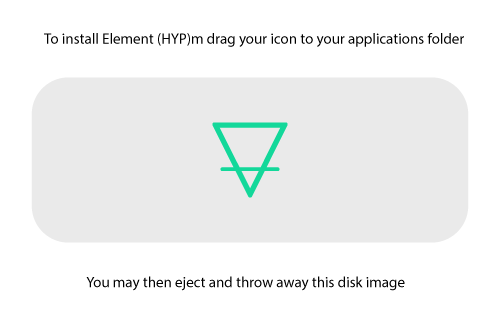 To install Element (HYP)m drag your icon to your applications folder
You may then eject and throw away this disk image